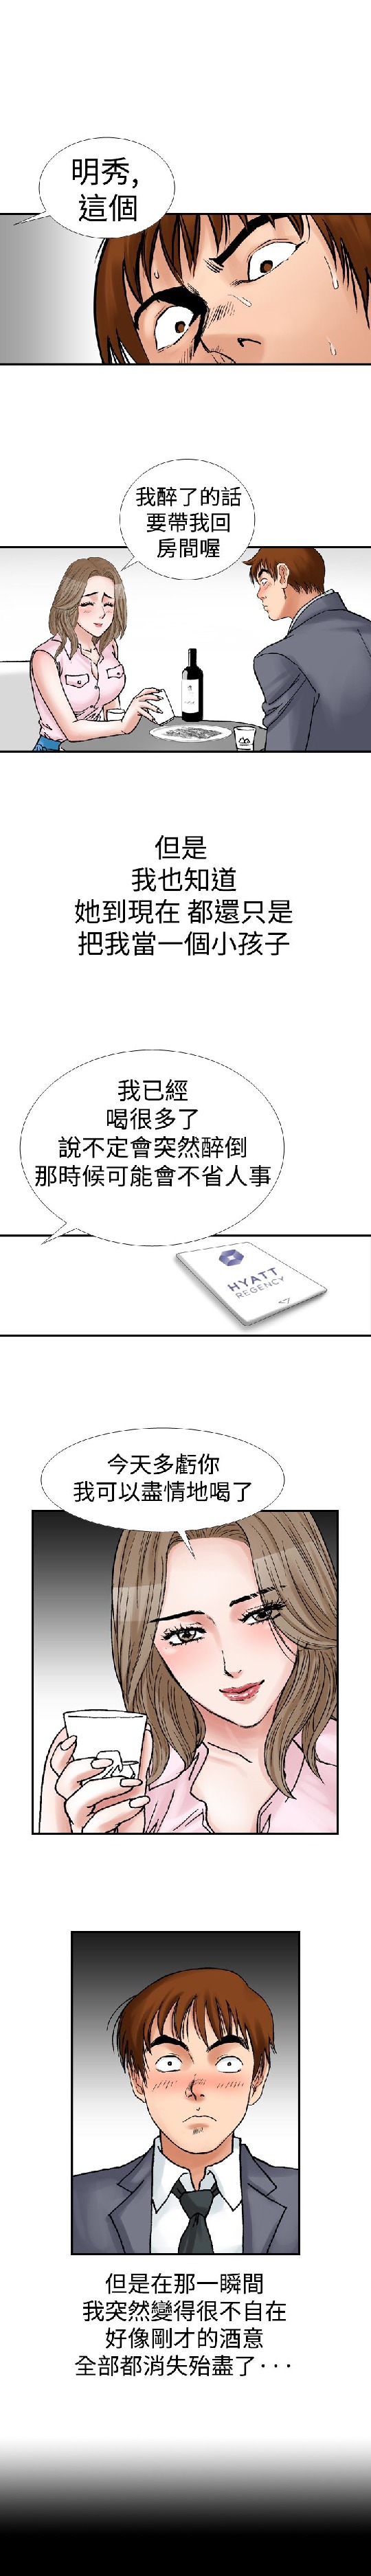 明秀,
這個
我醉了的話
要帶我回
房間喔
但是
我也知道
她到現在 都還只是
把我當一個小孩子
我已經
喝很多了
說不定會突然醉倒
那時候可能會不省人事
HYATT
REGENCY
今天多虧你
我可以盡情地喝了
但是在那一瞬間
我突然變得很不自在
好像剛才的酒意
全部都消失殆盡了･･･